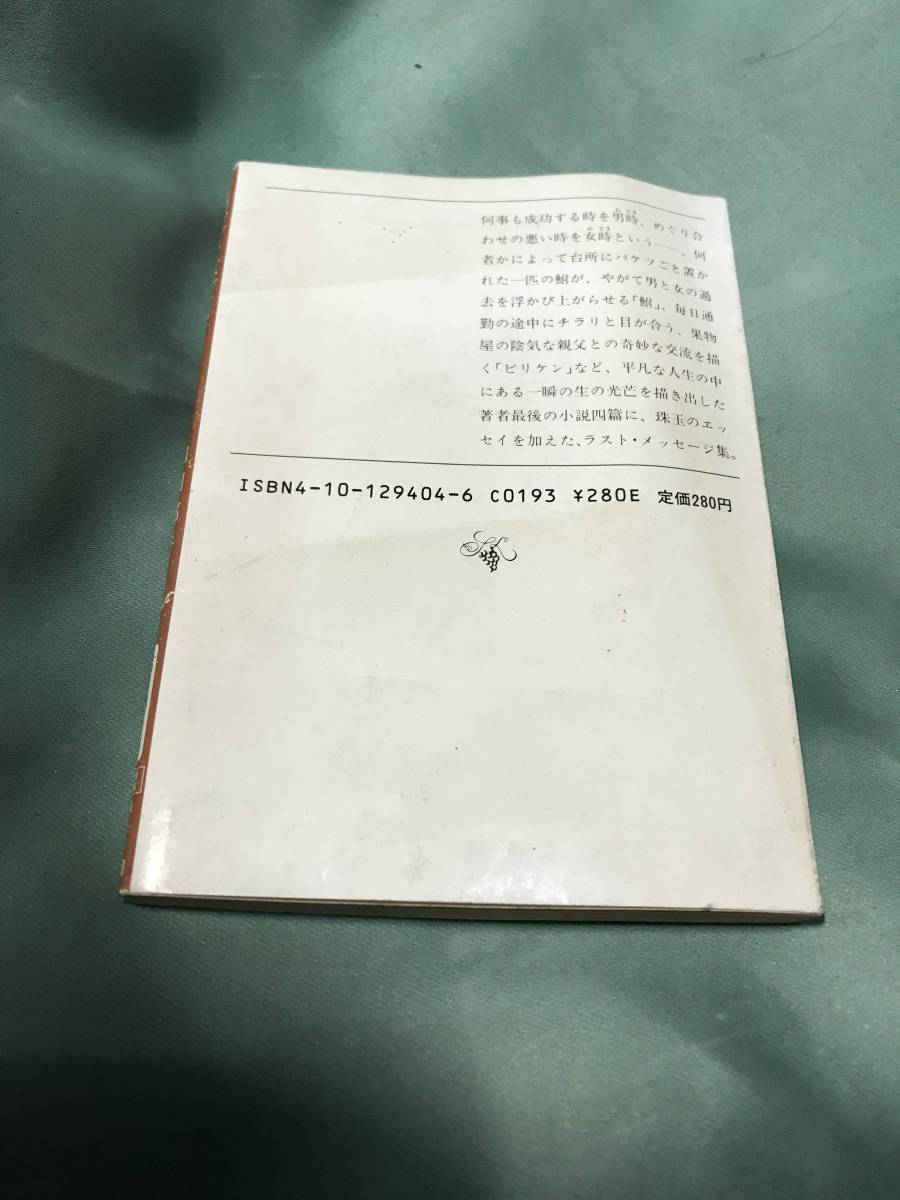 何事も成功する時を男時、めぐり合
わせの悪い時を女時という――。何
者かによって台所にバケツごと置か
れた一匹の鮒が、やがて男と女の過
去を浮かび上がらせる「鮒」、毎日通
勤の途中にチラリと目が合う、果物
屋の陰気な親父との奇妙な交流を描
く「ビリケン」など、平凡な人生の中
にある一瞬の生の光芒を描き出した
著者最後の小説四篇に、珠玉のエッ
セイを加えた、ラスト・メッセージ集。
ISBN4-10-129404-6 C0193 ¥280E 定価280円